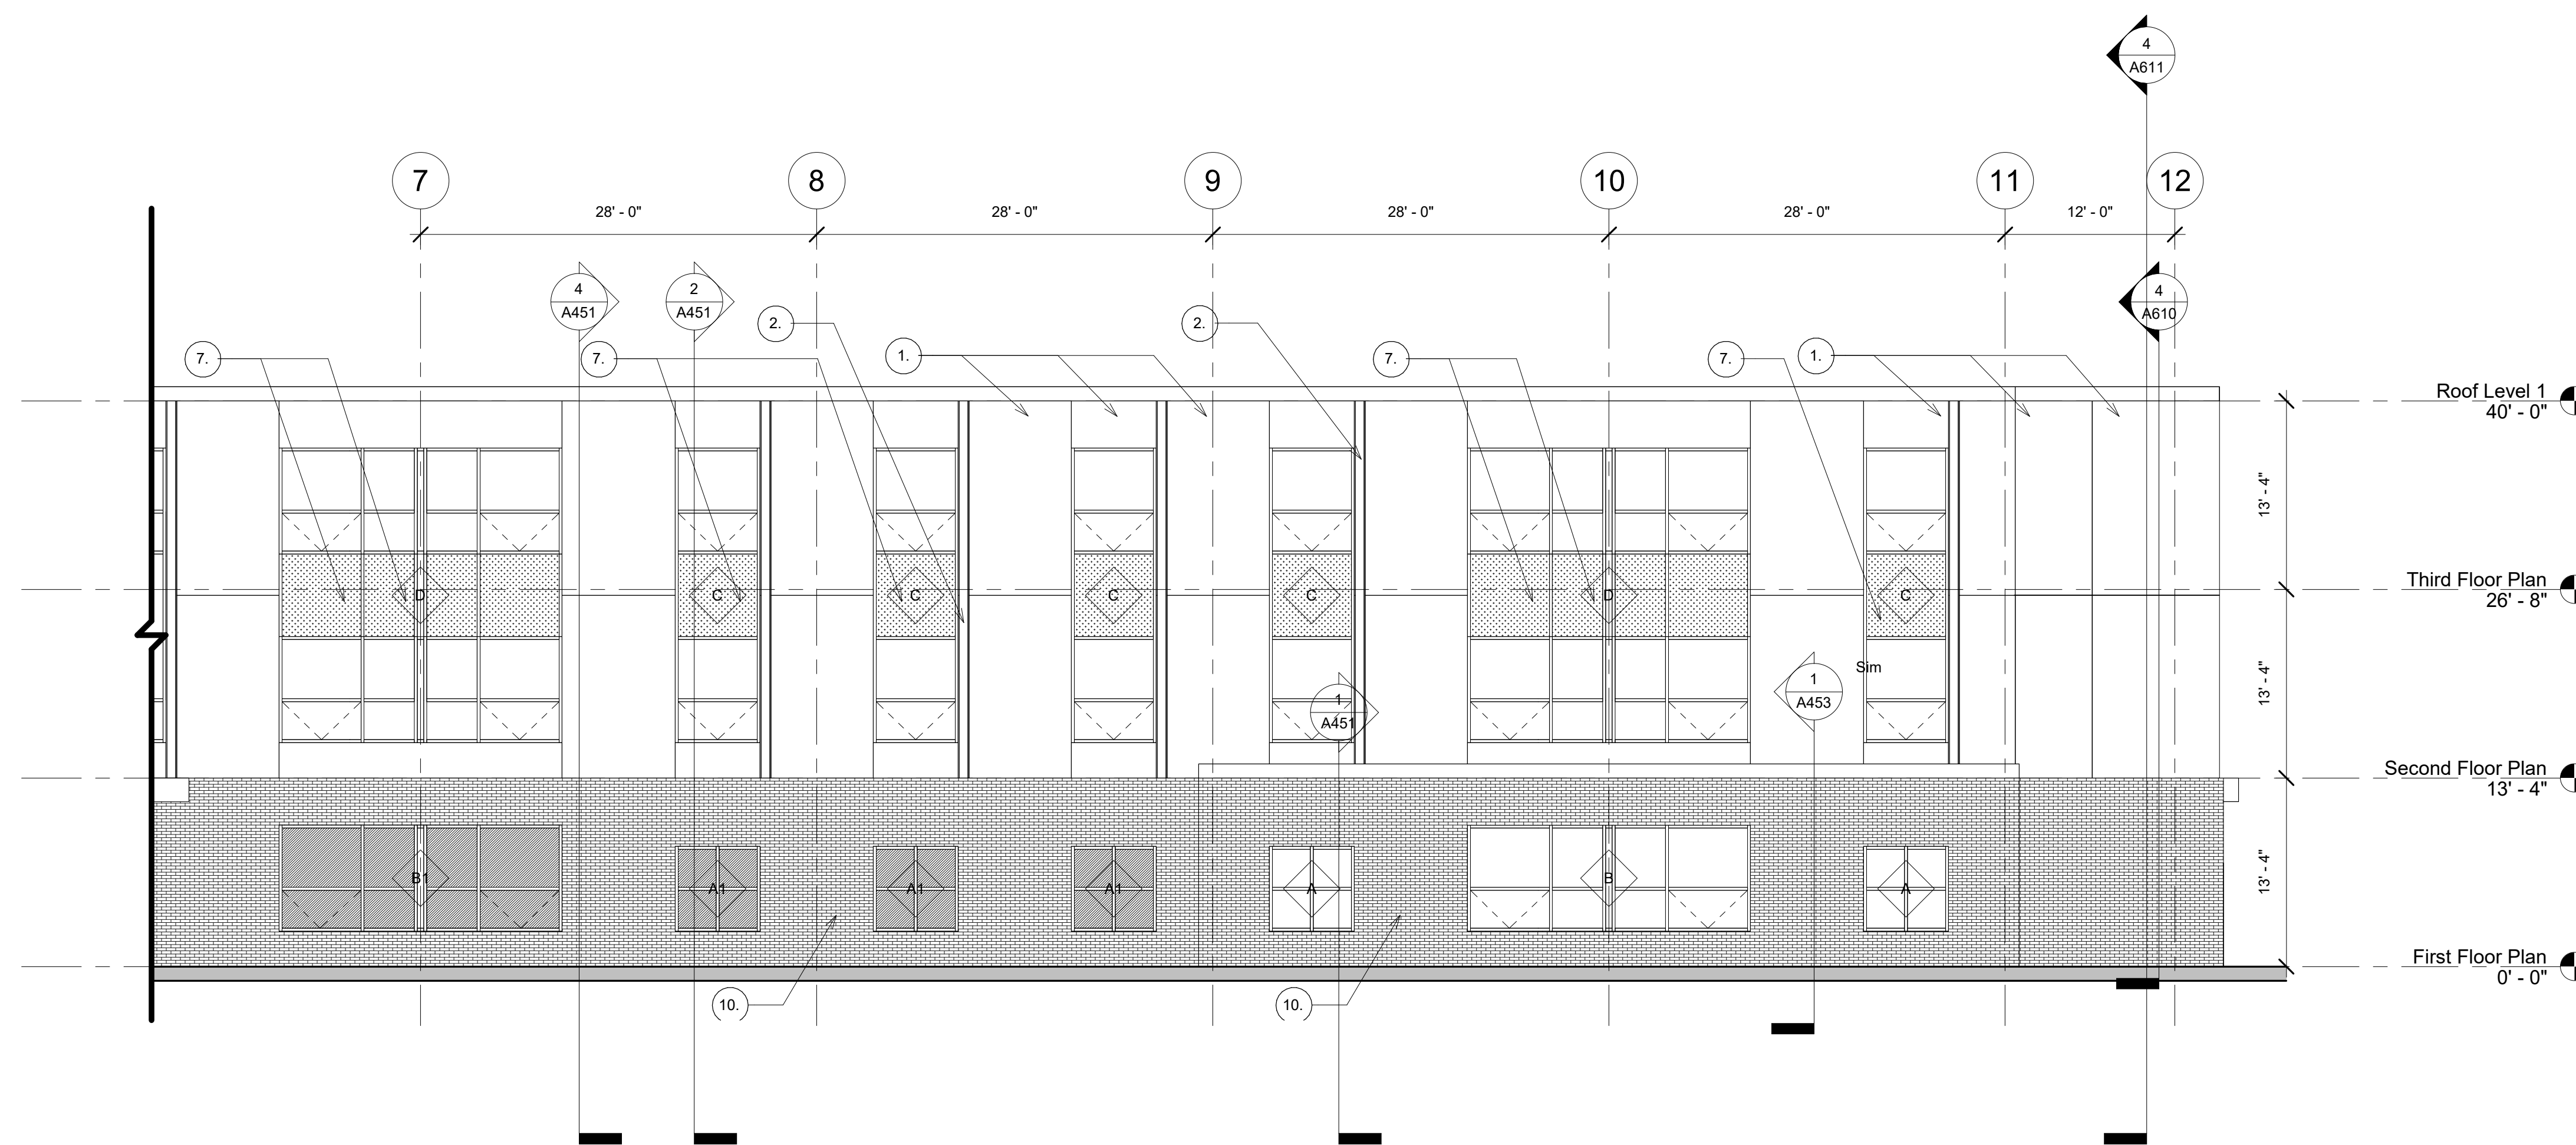 4
A611
7
8
9
10
11
12
28' - 0"
28' - 0"
28' - 0"
28' - 0"
12' - 0"
4
A451
2
A451
4
A610
2.
2.
7.
7.
1.
7.
7.
1.
Roof Level 1
40' - 0"
13' - 4"
Third Floor Plan
26' - 8"
D
C
C
C
C
D
C
Sim
1
A453
1
A451
13' - 4"
Second Floor Plan
13' - 4"
13' - 4"
B1
A1
A1
A1
A
B
A
First Floor Plan
0' - 0"
10.
10.